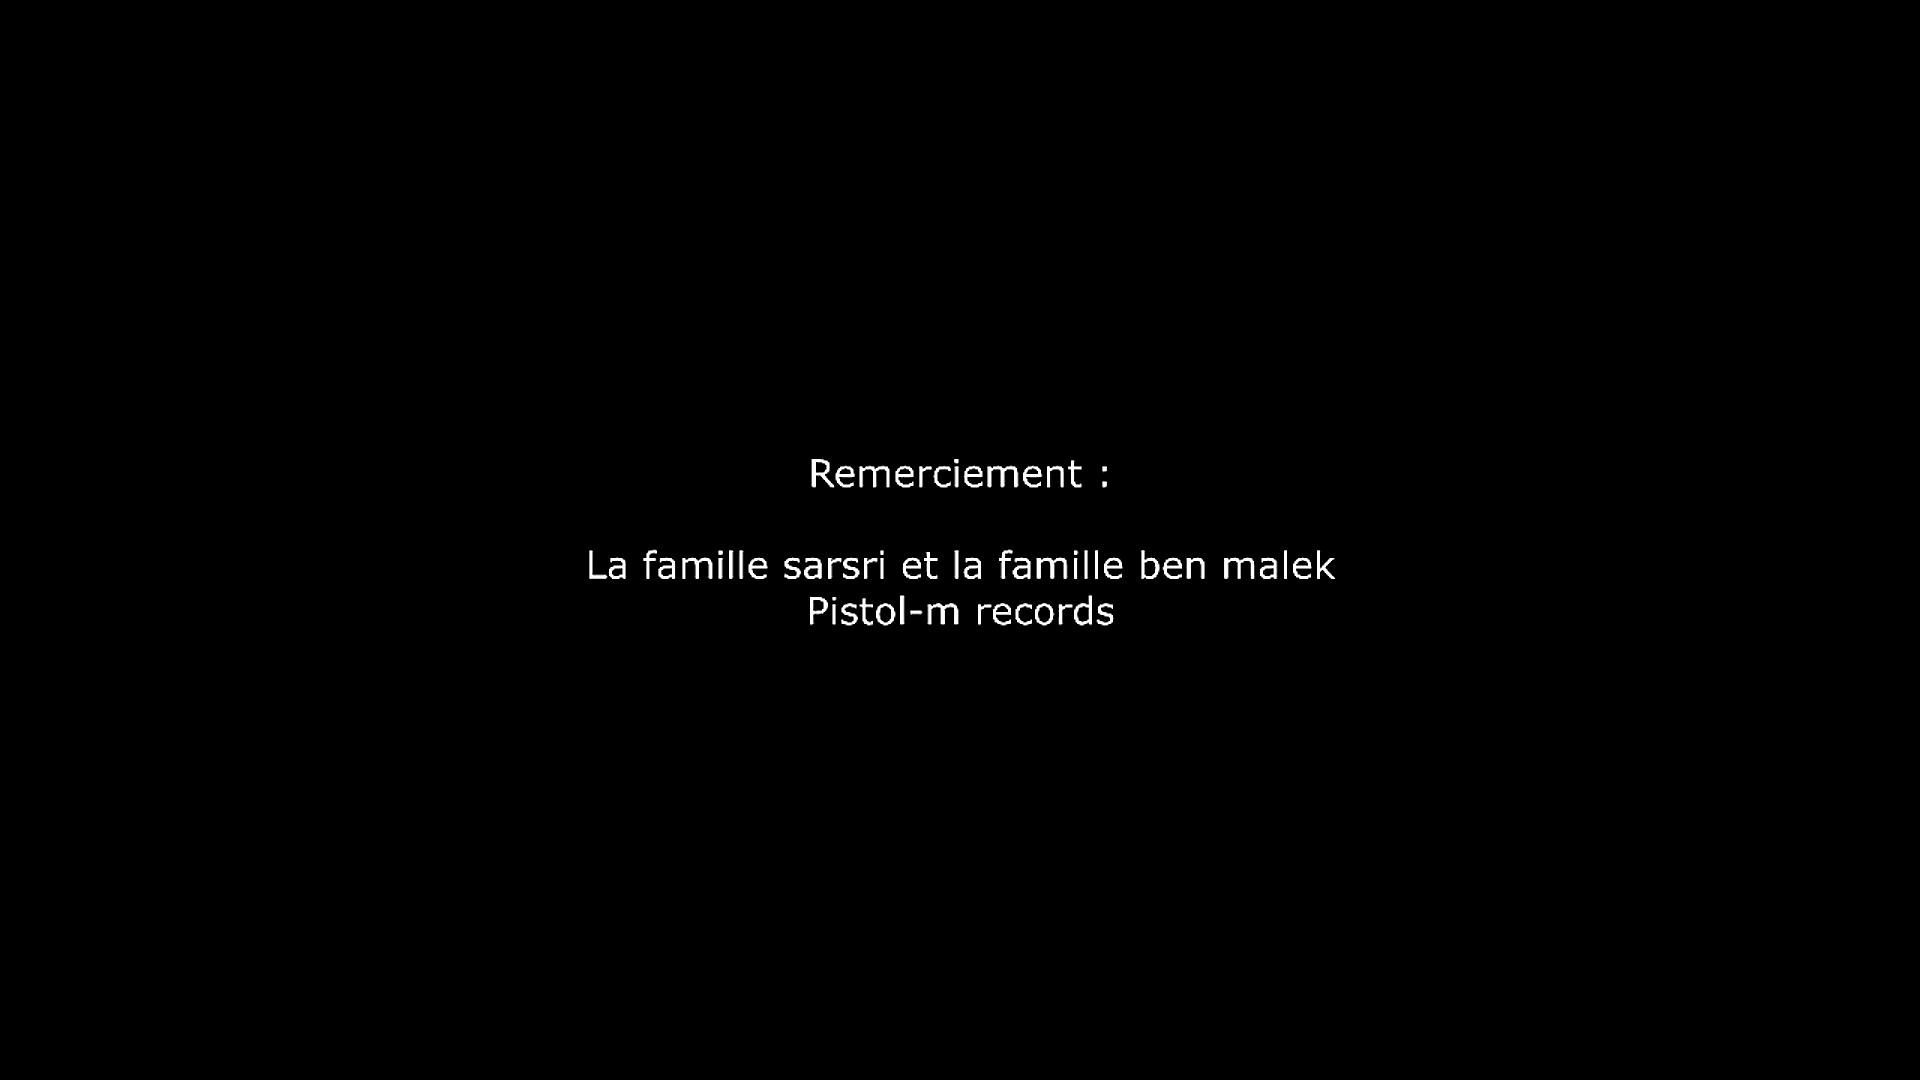 Remerciement :
La famille sarsri et la famille ben malek
Pistol-m records